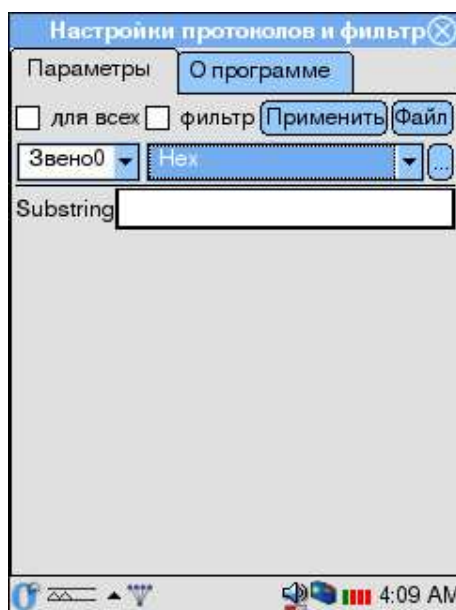 Настройки протоколов и фильтр
Параметры О программе
для всех фильтр Применить Файл
Звено0 Hex ...
Substring
4:09 AM